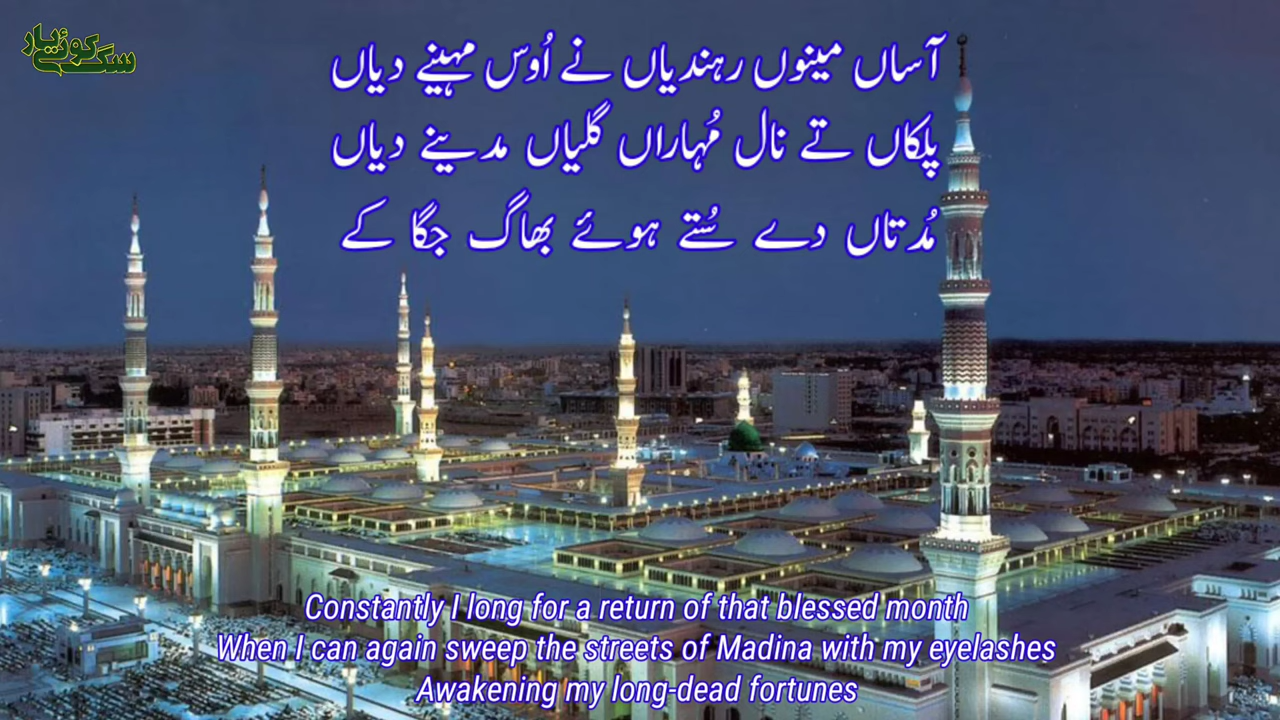 سگ کوئے یار
آساں مینوں رہندیاں نے اُوس مہینے دیاں
پلکاں تے نال مُہاراں گلیاں مدینے دیاں
مُدتاں دے سُتے ہوئے بھاگ جگا کے
Constantly I long for a return of that blessed month
When I can again sweep the streets of Madina with my eyelashes
Awakening my long-dead fortunes